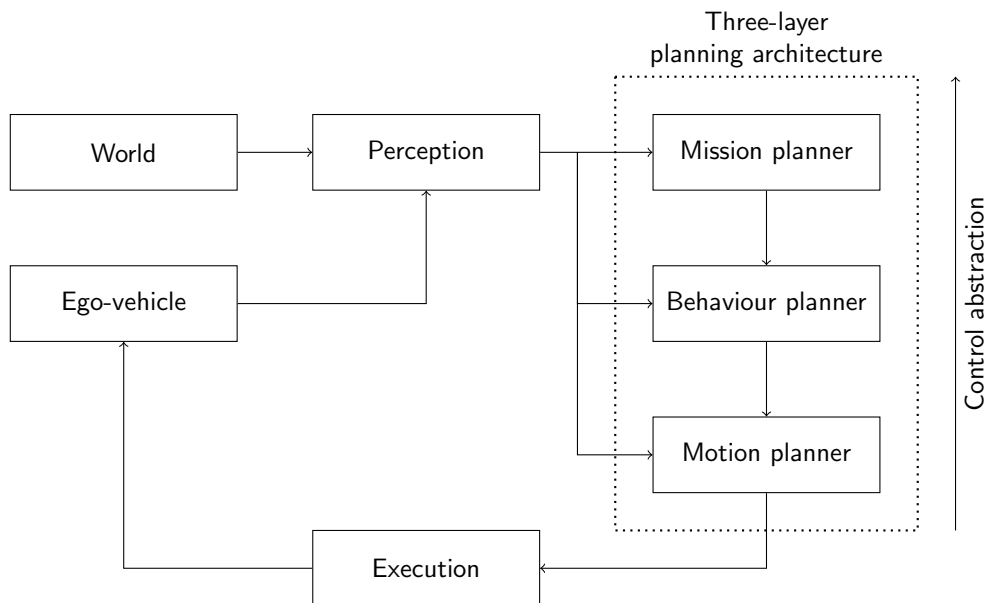 Three-layer
planning architecture
World
Perception
Mission planner
Ego-vehicle
Behaviour planner
Control abstraction
Motion planner
Execution